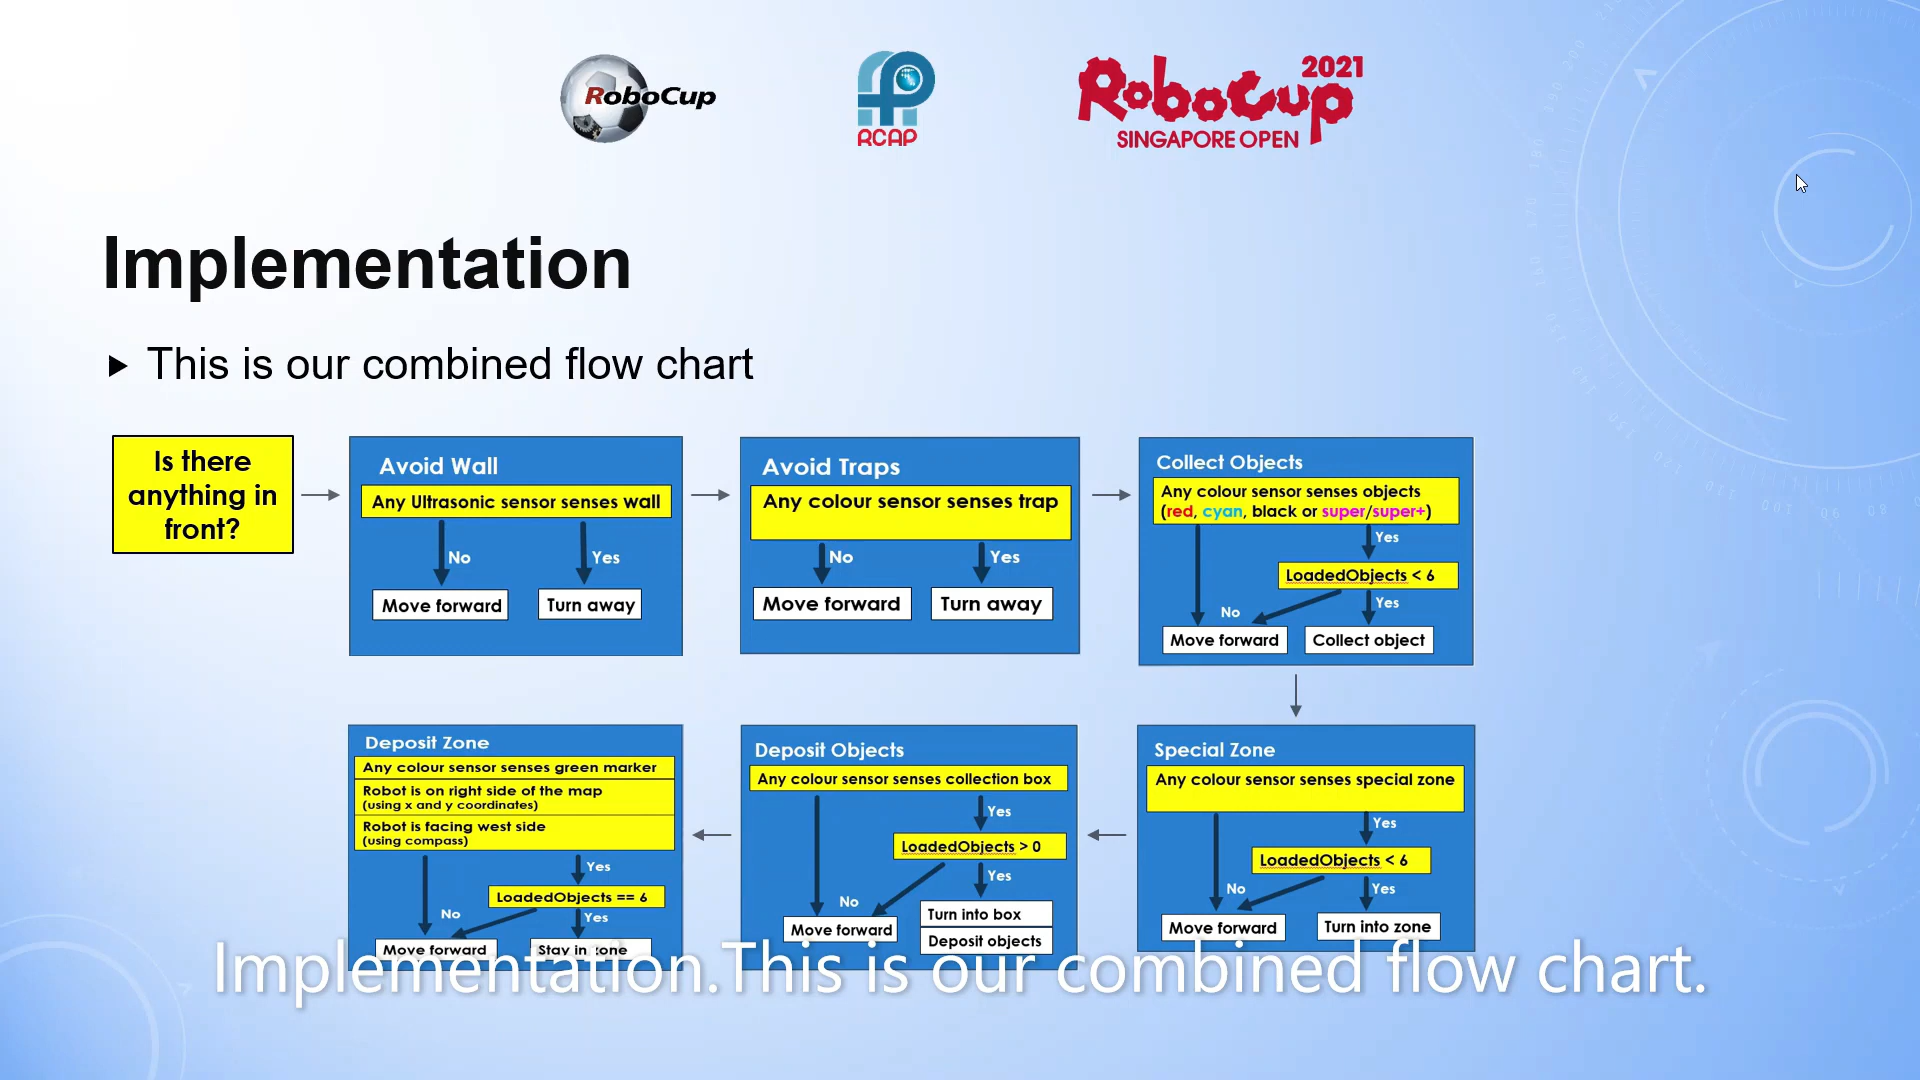 RoboCup
RCAP
RoboCup 2021
SINGAPORE OPEN
Implementation
This is our combined flow chart
Is there
anything in
front?
Avoid Wall
Any Ultrasonic sensor senses wall
No
Yes
Move forward
Turn away
Avoid Traps
Any colour sensor senses trap
No
Yes
Move forward
Turn away
Collect Objects
Any colour sensor senses objects
(red, cyan, black or super/super+)
Yes
LoadedObjects < 6
No
Yes
Move forward
Collect object
Special Zone
Any colour sensor senses special zone
Yes
LoadedObjects < 6
No
Yes
Move forward
Turn into zone
Deposit Objects
Any colour sensor senses collection box
Yes
LoadedObjects > 0
Yes
No
Turn into box
Move forward
Deposit objects
Deposit Zone
Any colour sensor senses green marker
Robot is on right side of the map
(using x and y coordinates)
Robot is facing west side
(using compass)
Yes
LoadedObjects == 6
No
Yes
Move forward
Stay in zone
Implementation.This is our combined flow chart.